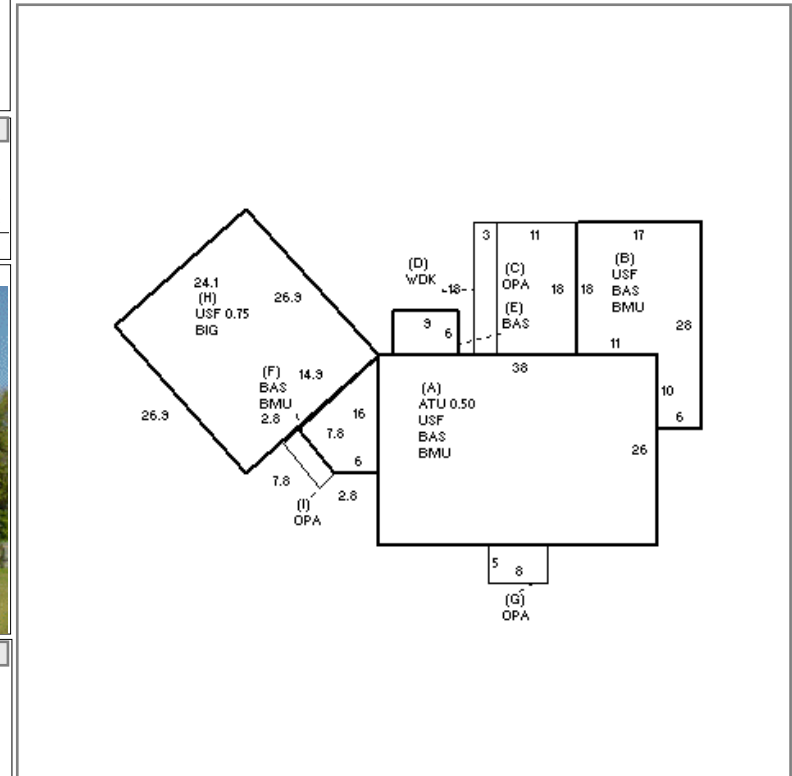 3
11
17
(D)
WDK
18
(C)
OPA
18
18
(B)
USF
BAS
BMU
24.1
(H)
USF 0.75
BIG
26.9
(E)
BAS
9
6
28
11
38
(F)
BAS
BMU
2.8
14.9
(A)
ATU 0.50
USF
BAS
BMU
10
6
26.9
16
7.8
6
26
7.8
2.8
(I)
OPA
5
8
(G)
OPA